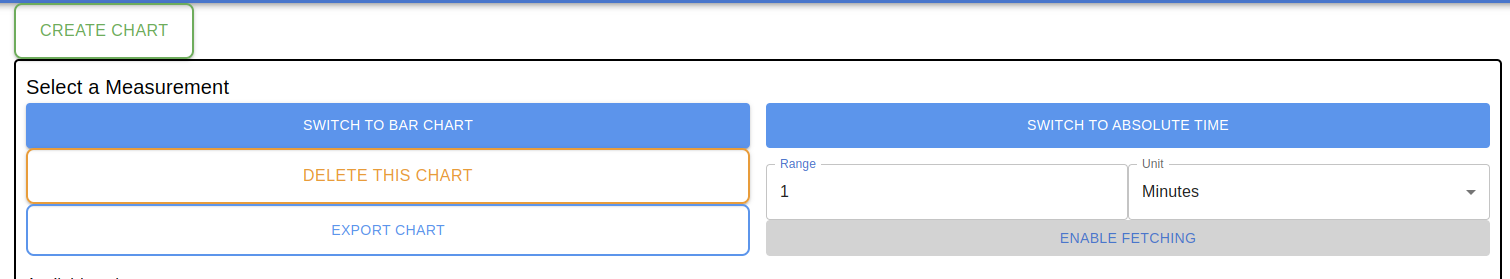 CREATE CHART
Select a Measurement
SWITCH TO BAR CHART
SWITCH TO ABSOLUTE TIME
DELETE THIS CHART
Range
1
Unit
Minutes
EXPORT CHART
ENABLE FETCHING